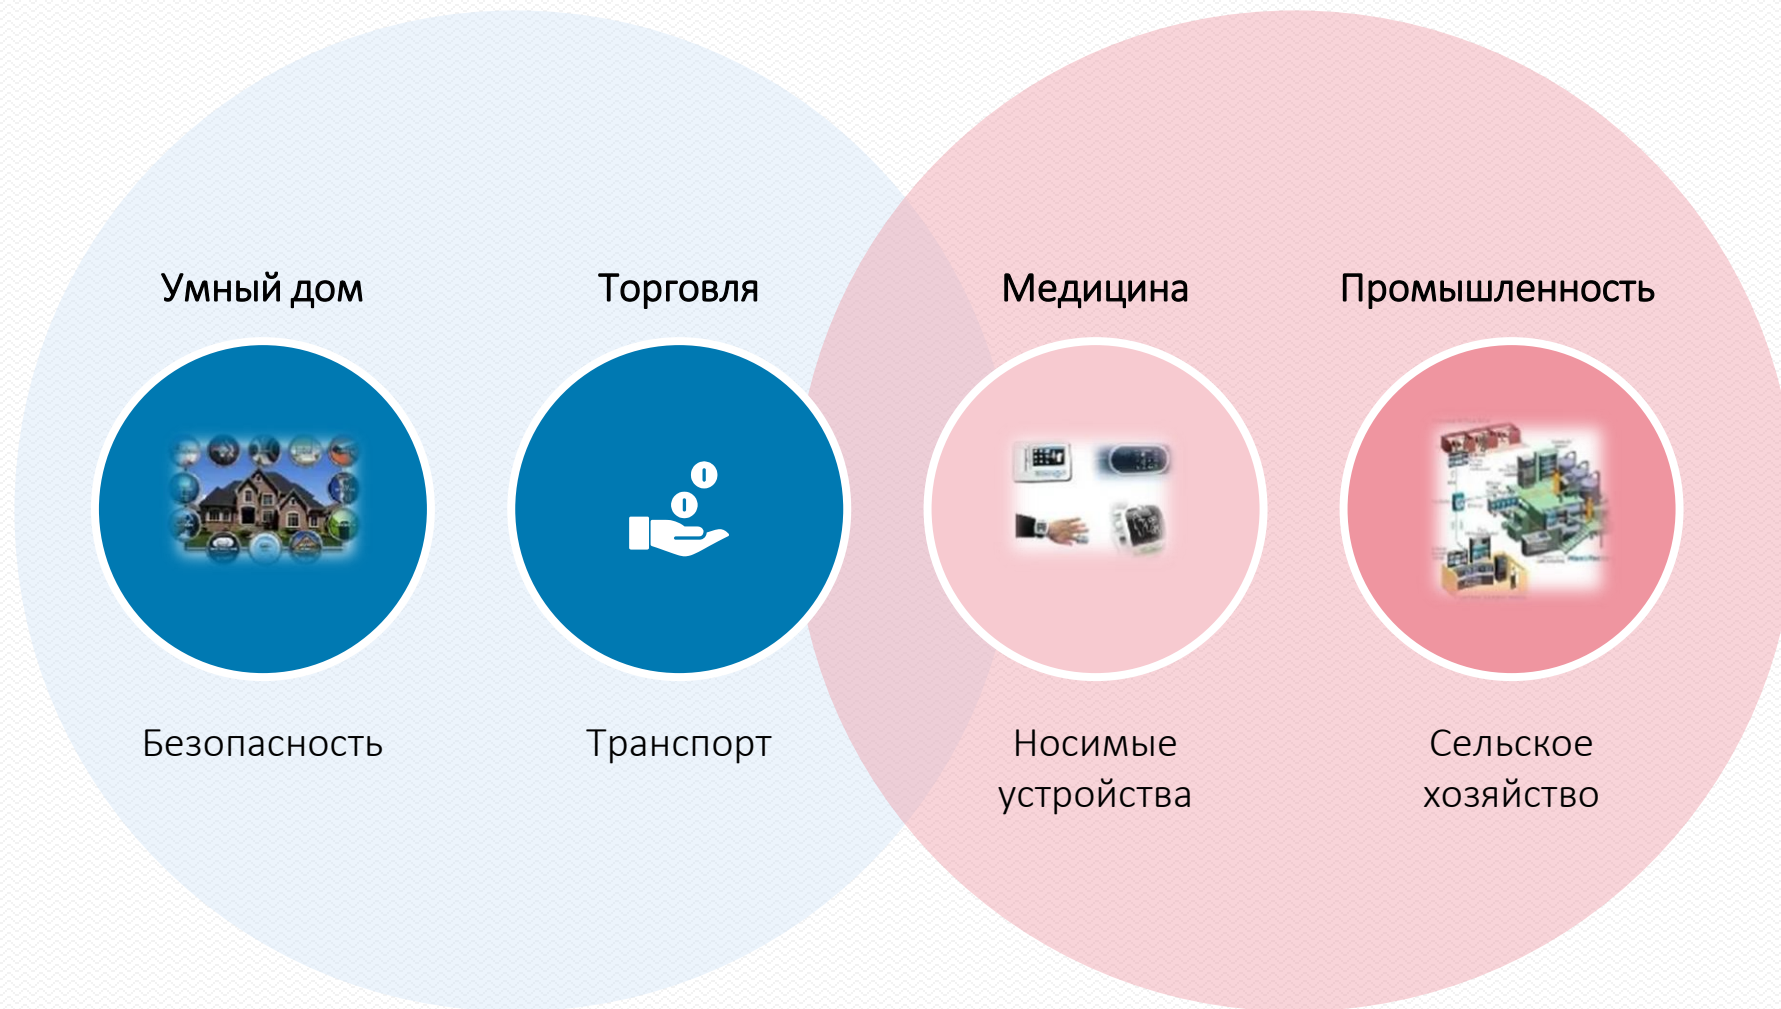 Умный дом
Торговля
Медицина
Промышленность
Безопасность
Транспорт
Носимые
устройства
Сельское
хозяйство